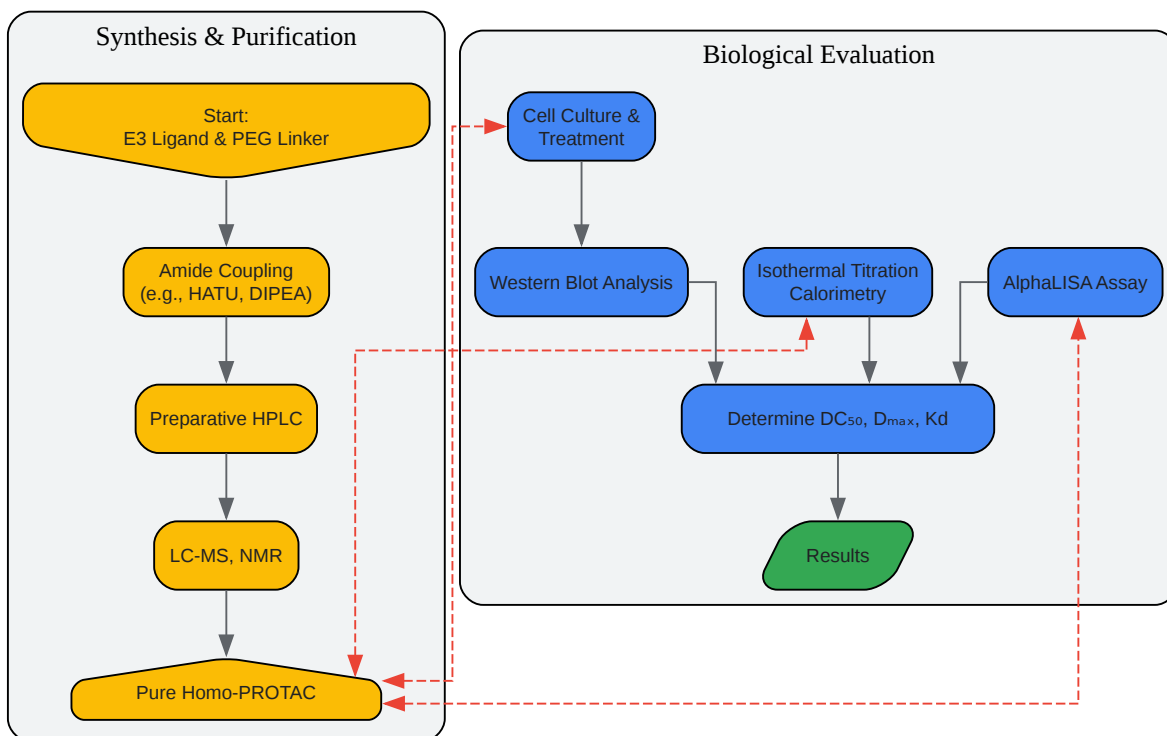 Synthesis & Purification
Start:
E3 Ligand & PEG Linker
Amide Coupling
(e.g., HATU, DIPEA)
Preparative HPLC
LC-MS, NMR
Pure Homo-PROTAC
Biological Evaluation
Cell Culture &
Treatment
Western Blot Analysis
Isothermal Titration
Calorimetry
AlphaLISA Assay
Determine DC₅₀, Dₘₐₓ, Kd
Results